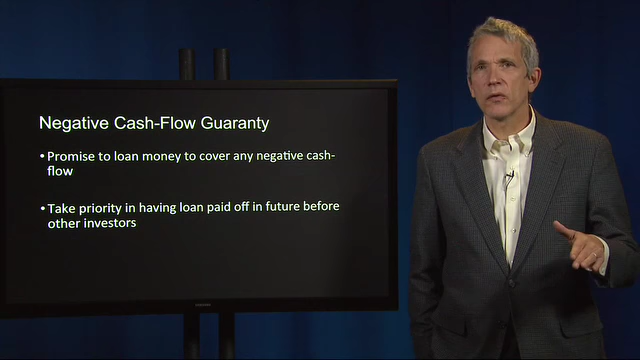 Negative Cash-Flow Guaranty
• Promise to loan money to cover any negative cash-
flow
• Take priority in having loan paid off in future before
other investors